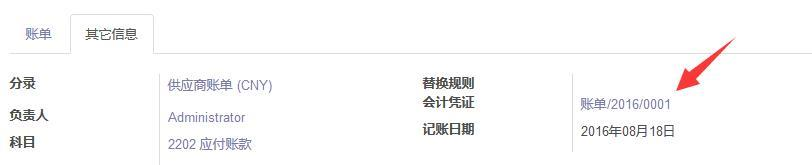 账单
其它信息
分录 供应商账单 (CNY)
负责人 Administrator
科目 2202 应付账款
替换规则
会计凭证 账单/2016/0001
记账日期 2016年08月18日